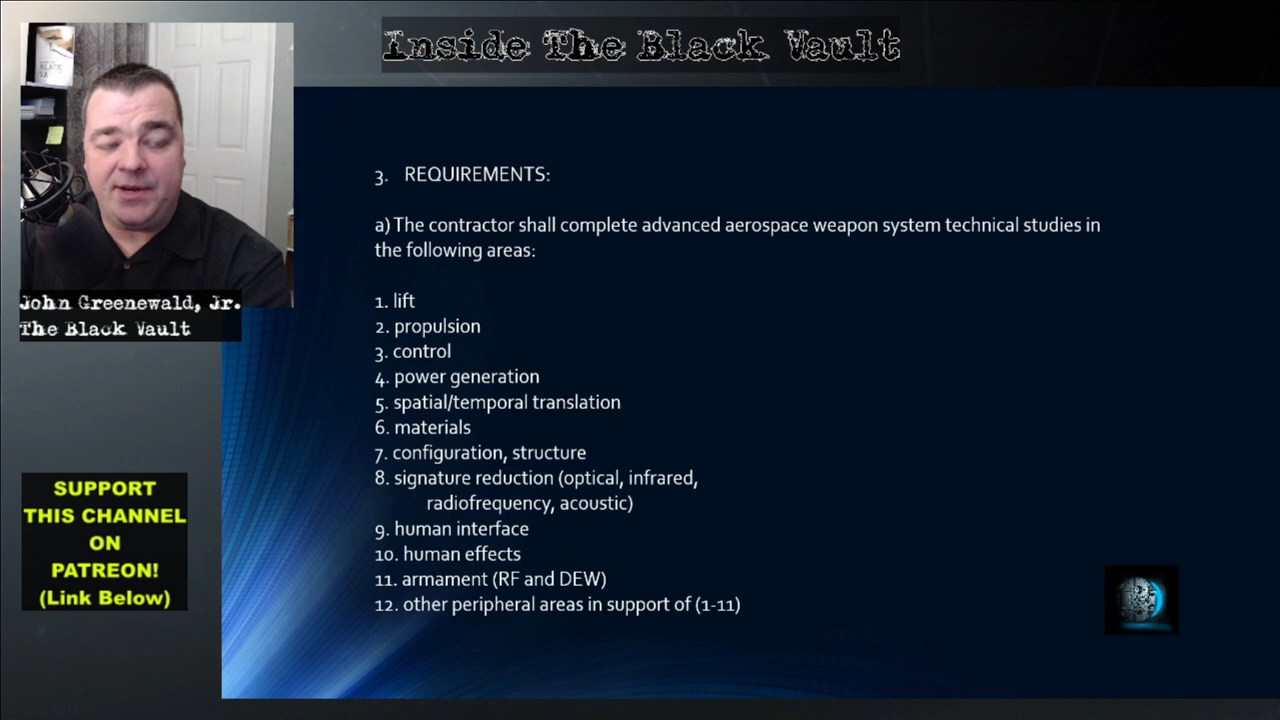 Inside The Black Vault
BLACK
3. REQUIREMENTS:
a) The contractor shall complete advanced aerospace weapon system technical studies in
the following areas:
1. lift
2. propulsion
3. control
4. power generation
5. spatial/temporal translation
6. materials
7. configuration, structure
8. signature reduction (optical, infrared,
radiofrequency, acoustic)
9. human interface
10. human effects
11. armament (RF and DEW)
12. other peripheral areas in support of (1-11)
John Greenewald, Jr.
The Black Vault
SUPPORT
THIS CHANNEL
ON
PATREON!
(Link Below)